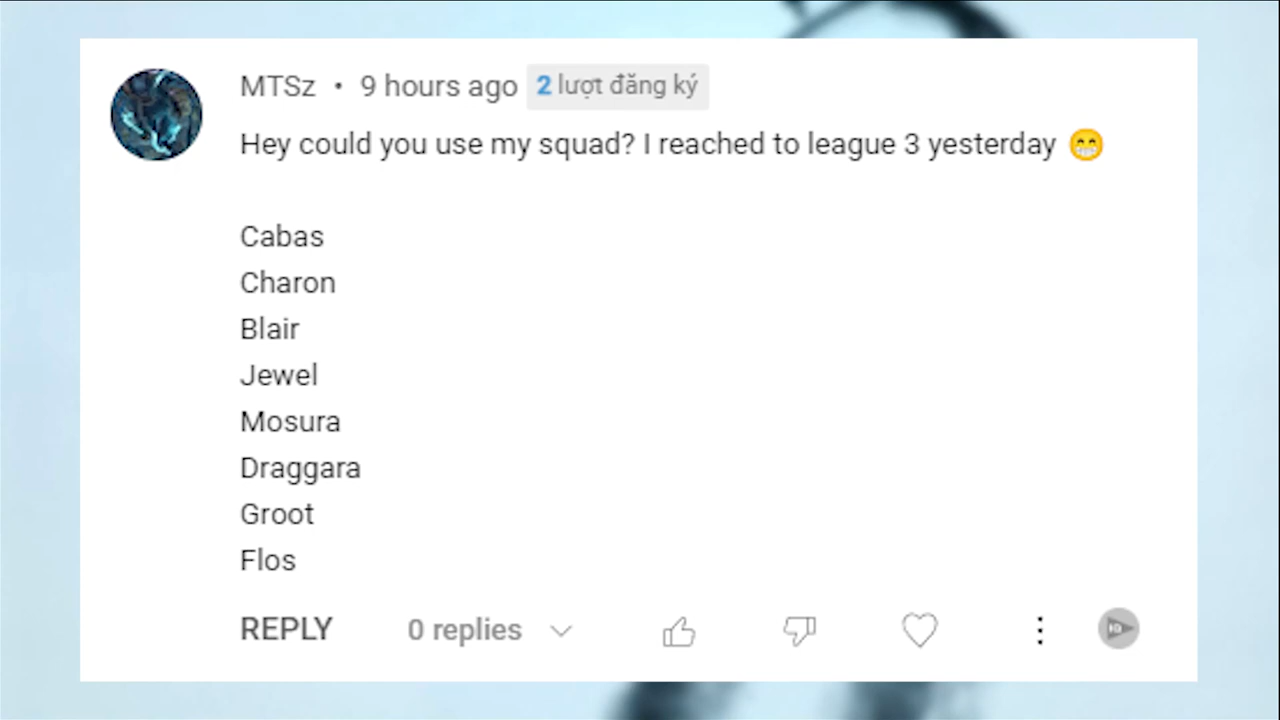 MTSz • 9 hours ago 2 lượt đăng ký
Hey could you use my squad? I reached to league 3 yesterday 😁
Cabas
Charon
Blair
Jewel
Mosura
Draggara
Groot
Flos
REPLY 0 replies